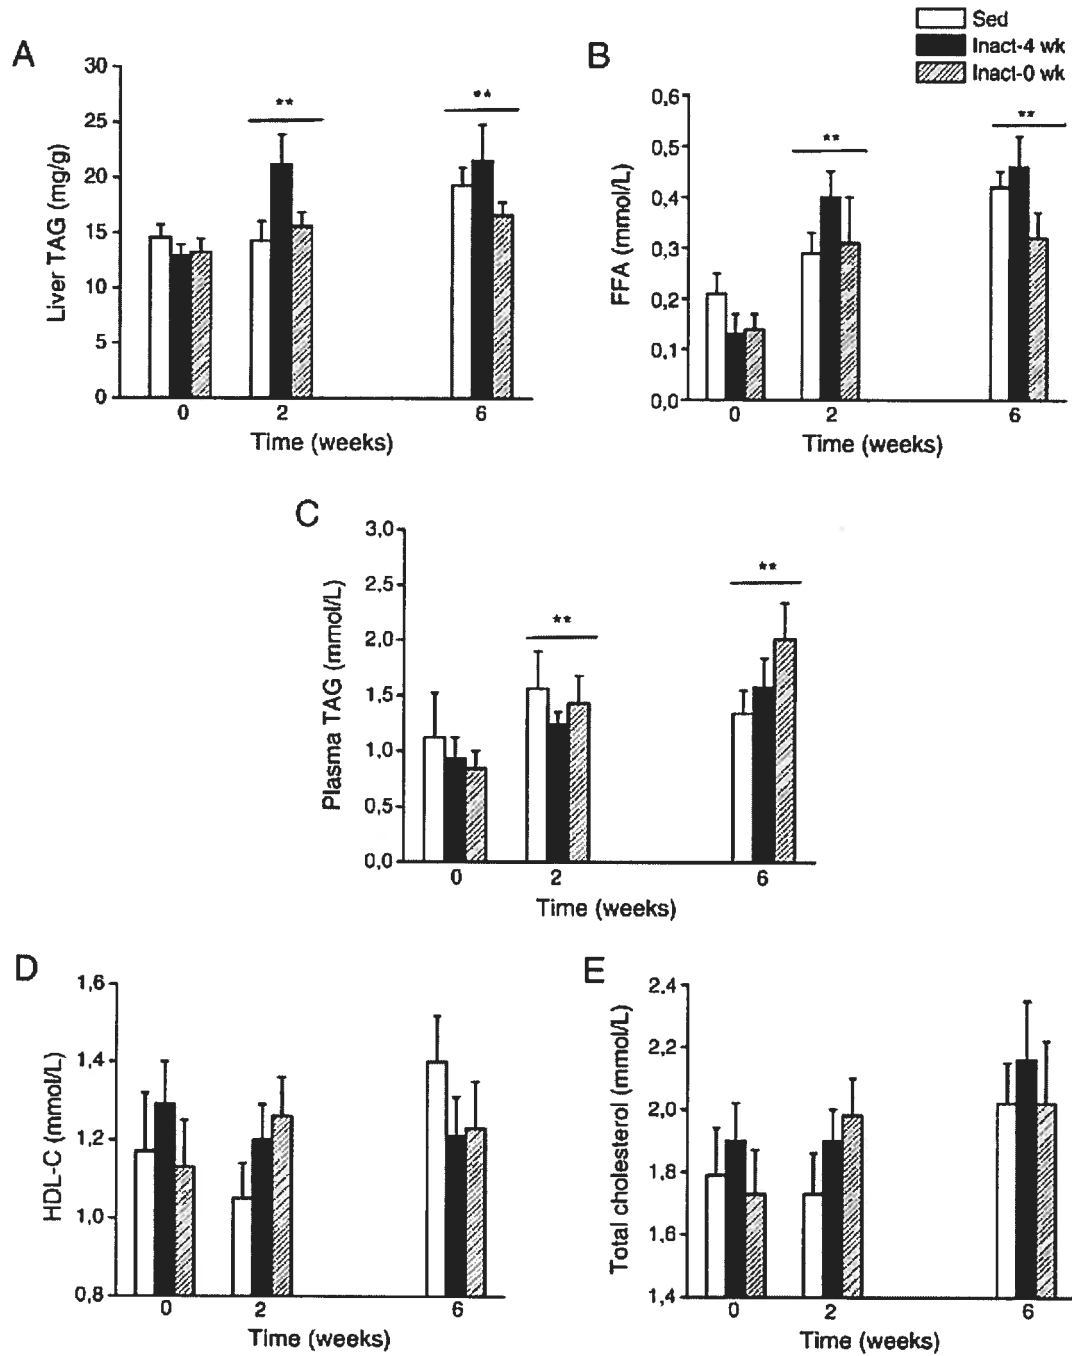 Sed
Inact-4 wk
Inact-0 wk
A
30
25
20
15
10
5
0
Liver TAG (mg/g)
**
**
0 2 6
Time (weeks)
B
0,6
0,5
0,4
0,3
0,2
0,1
0,0
FFA (mmol/L)
**
**
0 2 6
Time (weeks)
C
3,0
2,5
2,0
1,5
1,0
0,5
0,0
Plasma TAG (mmol/L)
**
**
0 2 6
Time (weeks)
D
1,6
1,4
1,2
1,0
0,8
HDL-C (mmol/L)
0 2 6
Time (weeks)
E
2,4
2,2
2,0
1,8
1,6
1,4
Total cholesterol (mmol/L)
0 2 6
Time (weeks)